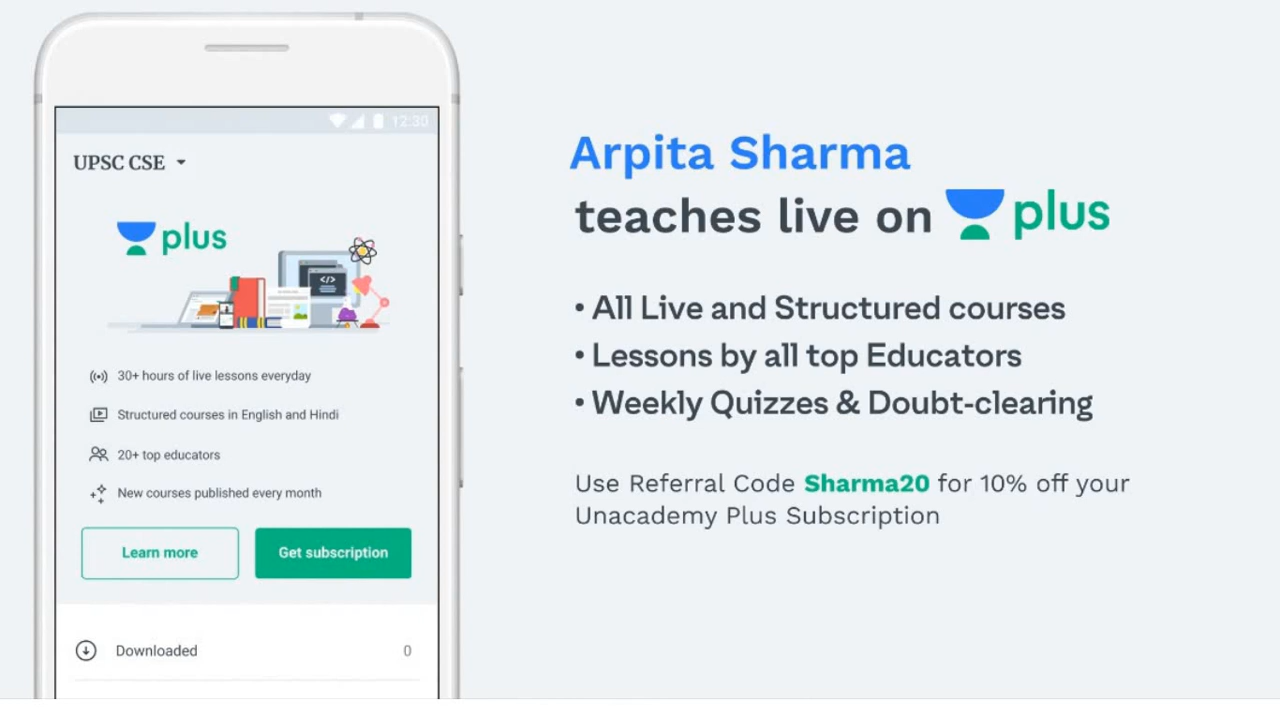 12:30
UPSC CSE
plus
</>
30+ hours of live lessons everyday
Structured courses in English and Hindi
20+ top educators
New courses published every month
Learn more
Get subscription
Downloaded
0
Arpita Sharma
teaches live on plus
• All Live and Structured courses
• Lessons by all top Educators
• Weekly Quizzes & Doubt-clearing
Use Referral Code Sharma20 for 10% off your
Unacademy Plus Subscription